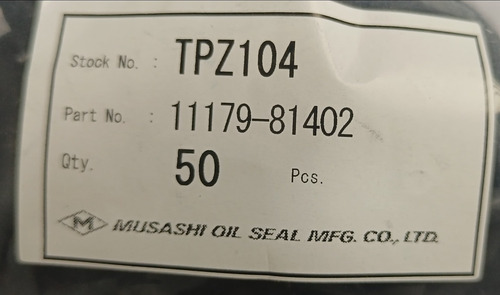 Stock No. : TPZ104
Part No. : 11179-81402
Qty. 50 Pcs.
M MUSASHI OIL SEAL MFG. CO., LTD.